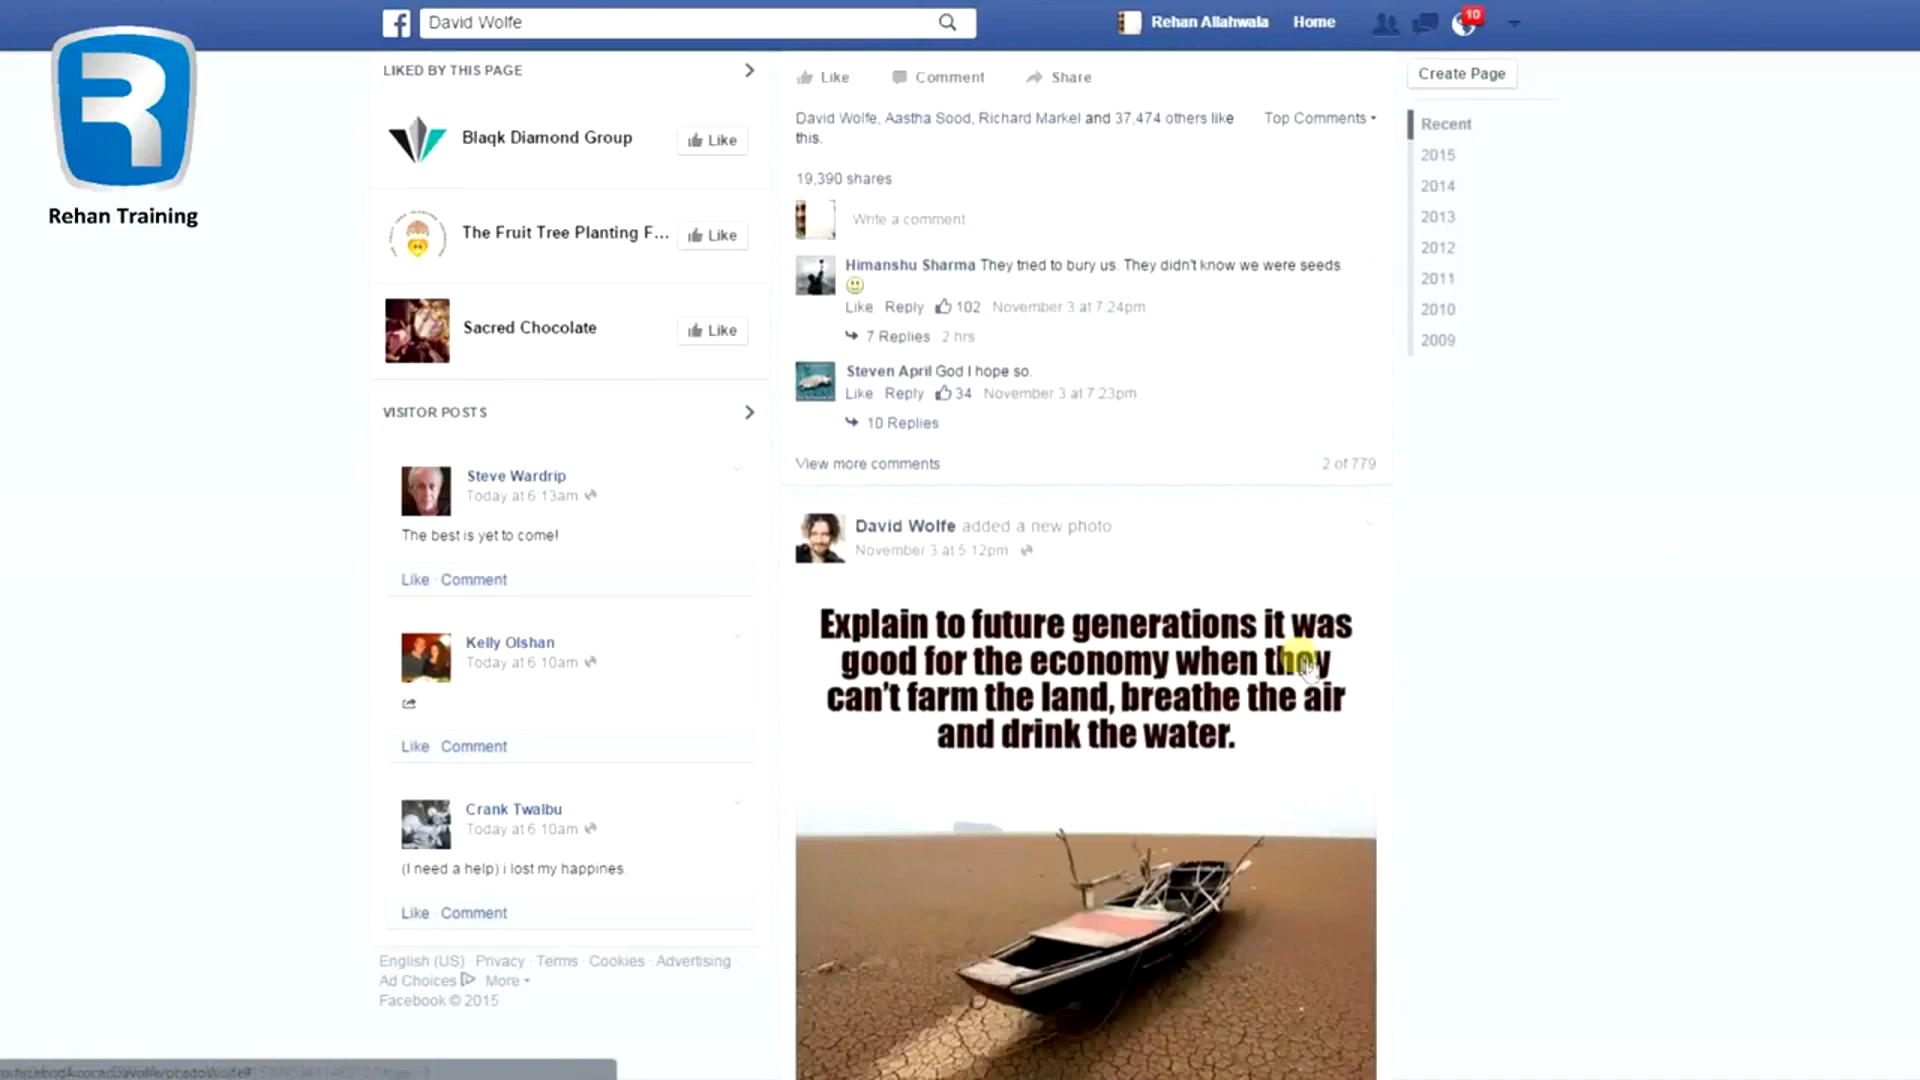 David Wolfe
Rehan Allahwala
Home
10
Rehan Training
LIKED BY THIS PAGE
Blaqk Diamond Group
Like
The Fruit Tree Planting F...
Like
Sacred Chocolate
Like
VISITOR POSTS
Steve Wardrip
Today at 6:13am
The best is yet to come!
Like · Comment
Kelly Olshan
Today at 6:10am
Like · Comment
Crank Twalbu
Today at 6:10am
(I need a help) i lost my happines.
Like · Comment
English (US) · Privacy · Terms · Cookies · Advertising ·
Ad Choices More
Facebook © 2015
Like Comment Share
David Wolfe, Aastha Sood, Richard Markel and 37,474 others like
this.
Top Comments
19,390 shares
Write a comment
Himanshu Sharma They tried to bury us. They didn't know we were seeds
Like Reply 102 November 3 at 7:24pm
7 Replies 2 hrs
Steven April God I hope so.
Like Reply 34 November 3 at 7:23pm
10 Replies
View more comments
2 of 779
David Wolfe added a new photo
November 3 at 5:12pm
Explain to future generations it was
good for the economy when they
can't farm the land, breathe the air
and drink the water.
Create Page
Recent
2015
2014
2013
2012
2011
2010
2009